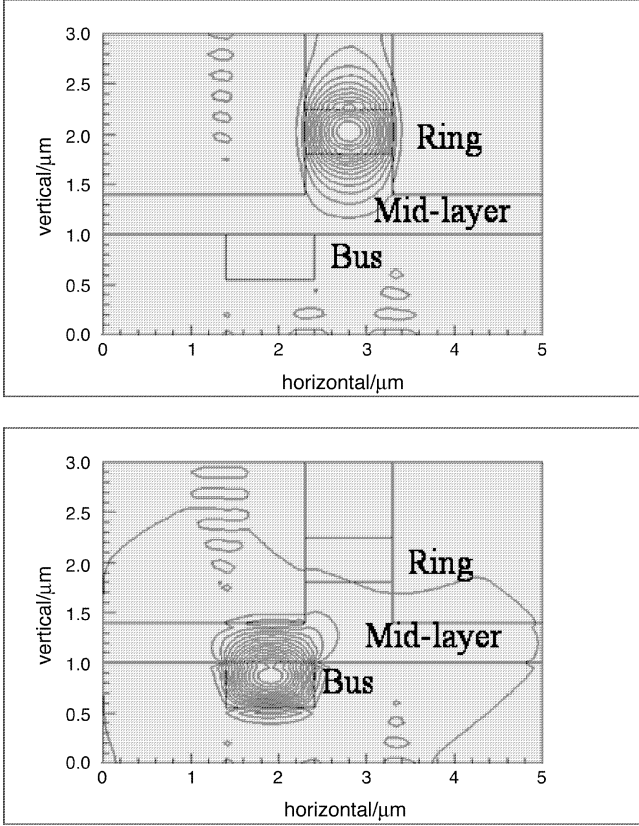 3.0
2.5
2.0
1.5
1.0
0.5
0.0
vertical/μm
Ring
Mid-layer
Bus
0 1 2 3 4 5
horizontal/μm
3.0
2.5
2.0
1.5
1.0
0.5
0.0
vertical/μm
Ring
Mid-layer
Bus
0 1 2 3 4 5
horizontal/μm